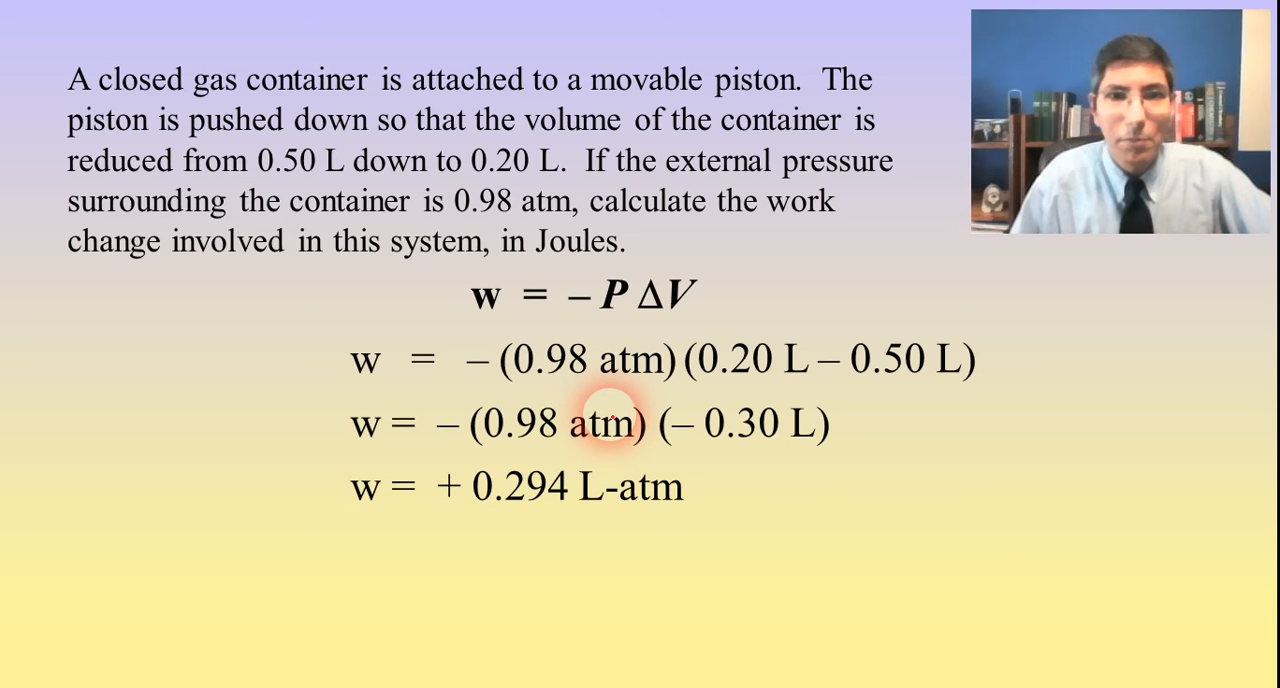 A closed gas container is attached to a movable piston. The
piston is pushed down so that the volume of the container is
reduced from 0.50 L down to 0.20 L. If the external pressure
surrounding the container is 0.98 atm, calculate the work
change involved in this system, in Joules.
w = – P ΔV
w = – (0.98 atm) (0.20 L – 0.50 L)
w = – (0.98 atm) (– 0.30 L)
w = + 0.294 L-atm